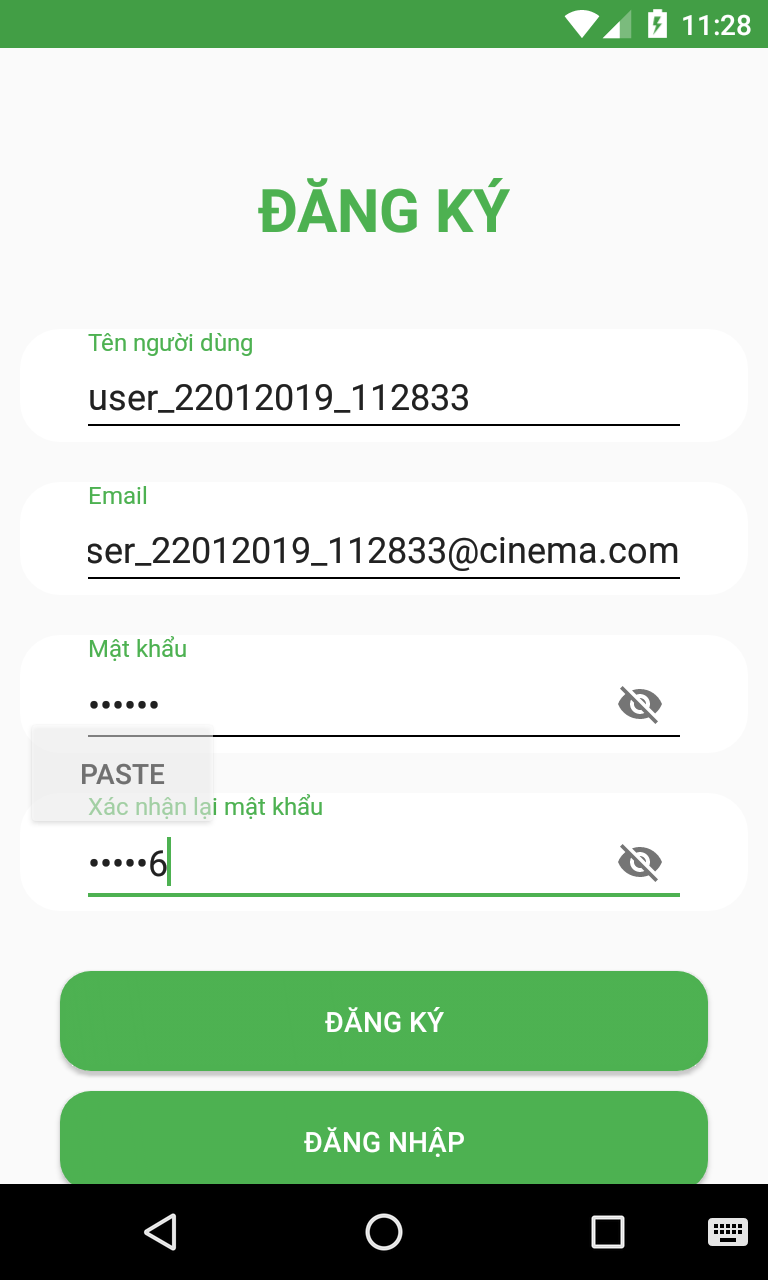 11:28
ĐĂNG KÝ
Tên người dùng
user_22012019_112833
Email
ser_22012019_112833@cinema.com
Mật khẩu
••••••
PASTE
Xác nhận lại mật khẩu
•••••6
ĐĂNG KÝ
ĐĂNG NHẬP